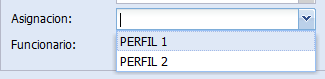 Asignacion:
PERFIL 1
Funcionario:
PERFIL 2